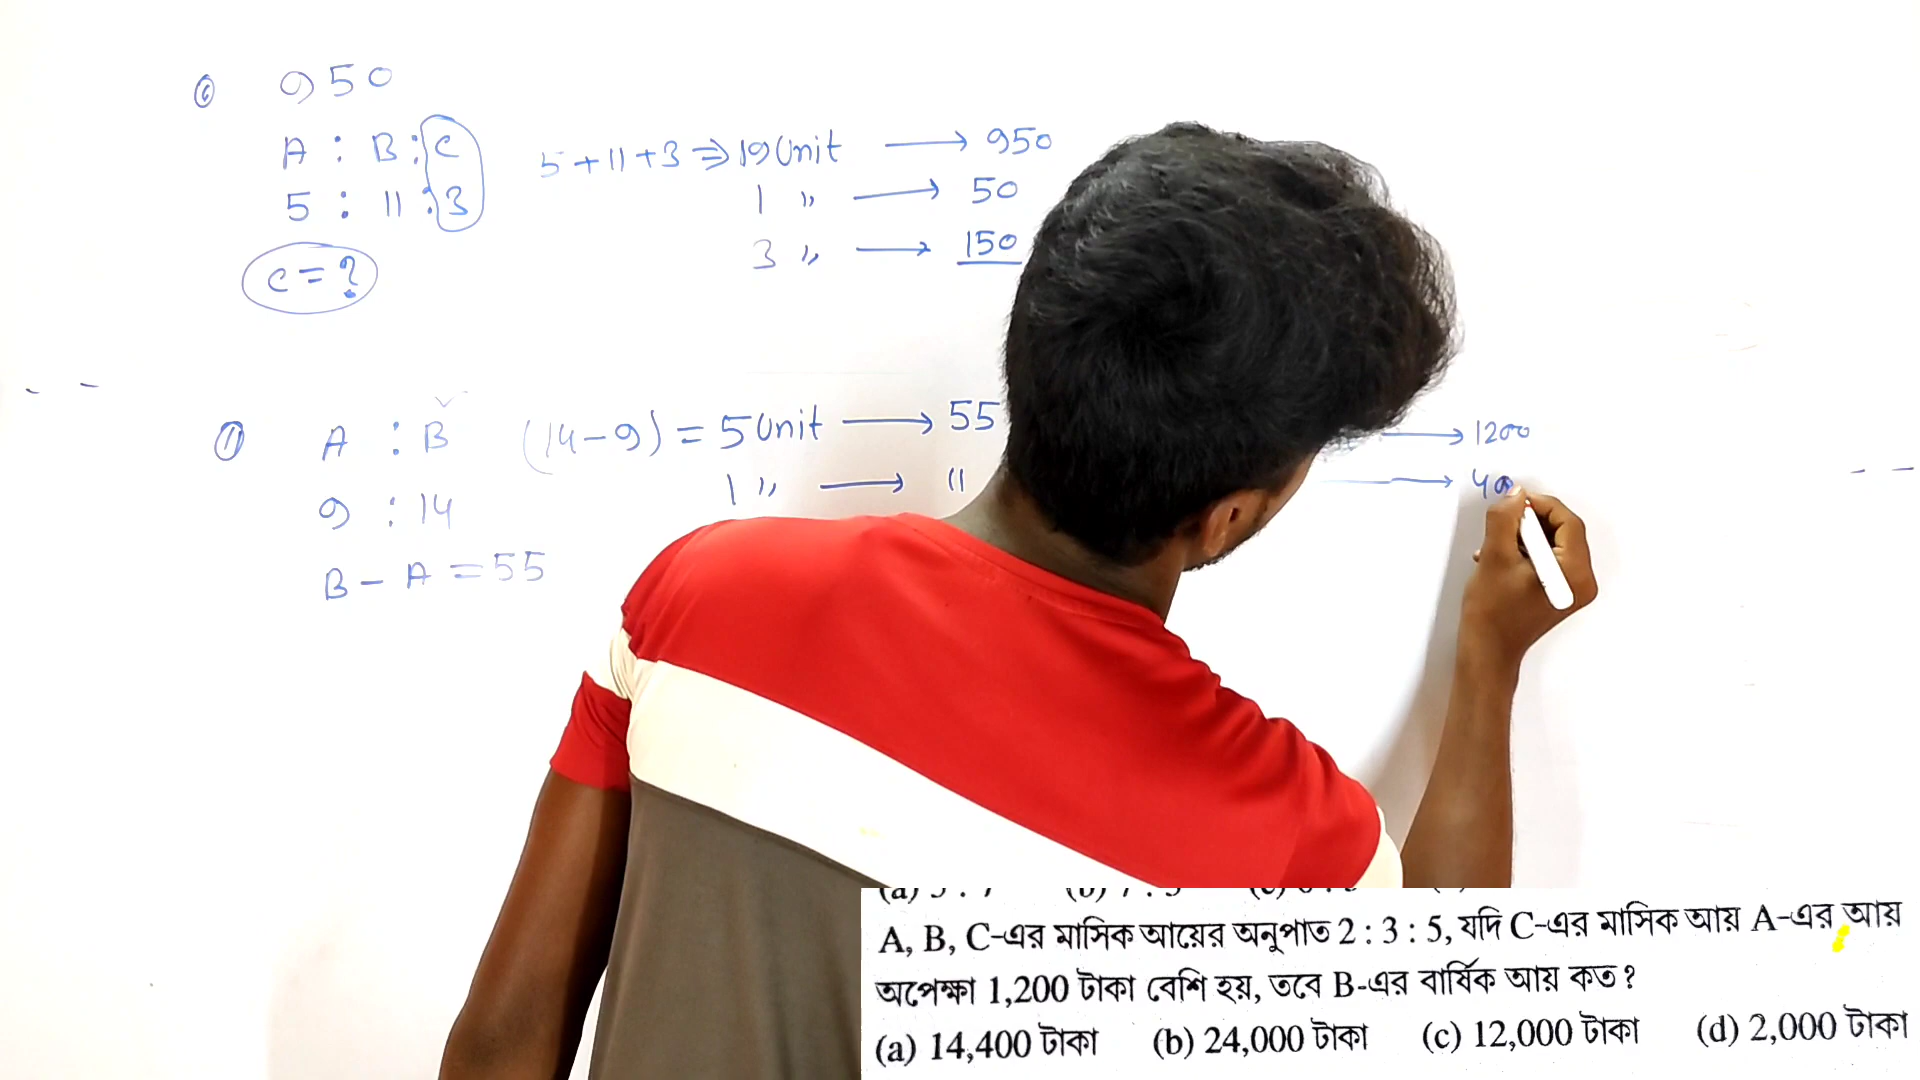 ⑥ 950
A : B : C
5 : 11 : 3
C = ?
5 + 11 + 3 ⇒ 19 Unit → 950
1 ,, → 50
3 ,, → 150
⑪ A : B
9 : 14
B - A = 55
(14 - 9) = 5 Unit → 55
1 ,, → 11
→ 1200
→ 40
A, B, C-এর মাসিক আয়ের অনুপাত 2 : 3 : 5, যদি C-এর মাসিক আয় A-এর আয়
অপেক্ষা 1,200 টাকা বেশি হয়, তবে B-এর বার্ষিক আয় কত ?
(a) 14,400 টাকা (b) 24,000 টাকা (c) 12,000 টাকা (d) 2,000 টাকা